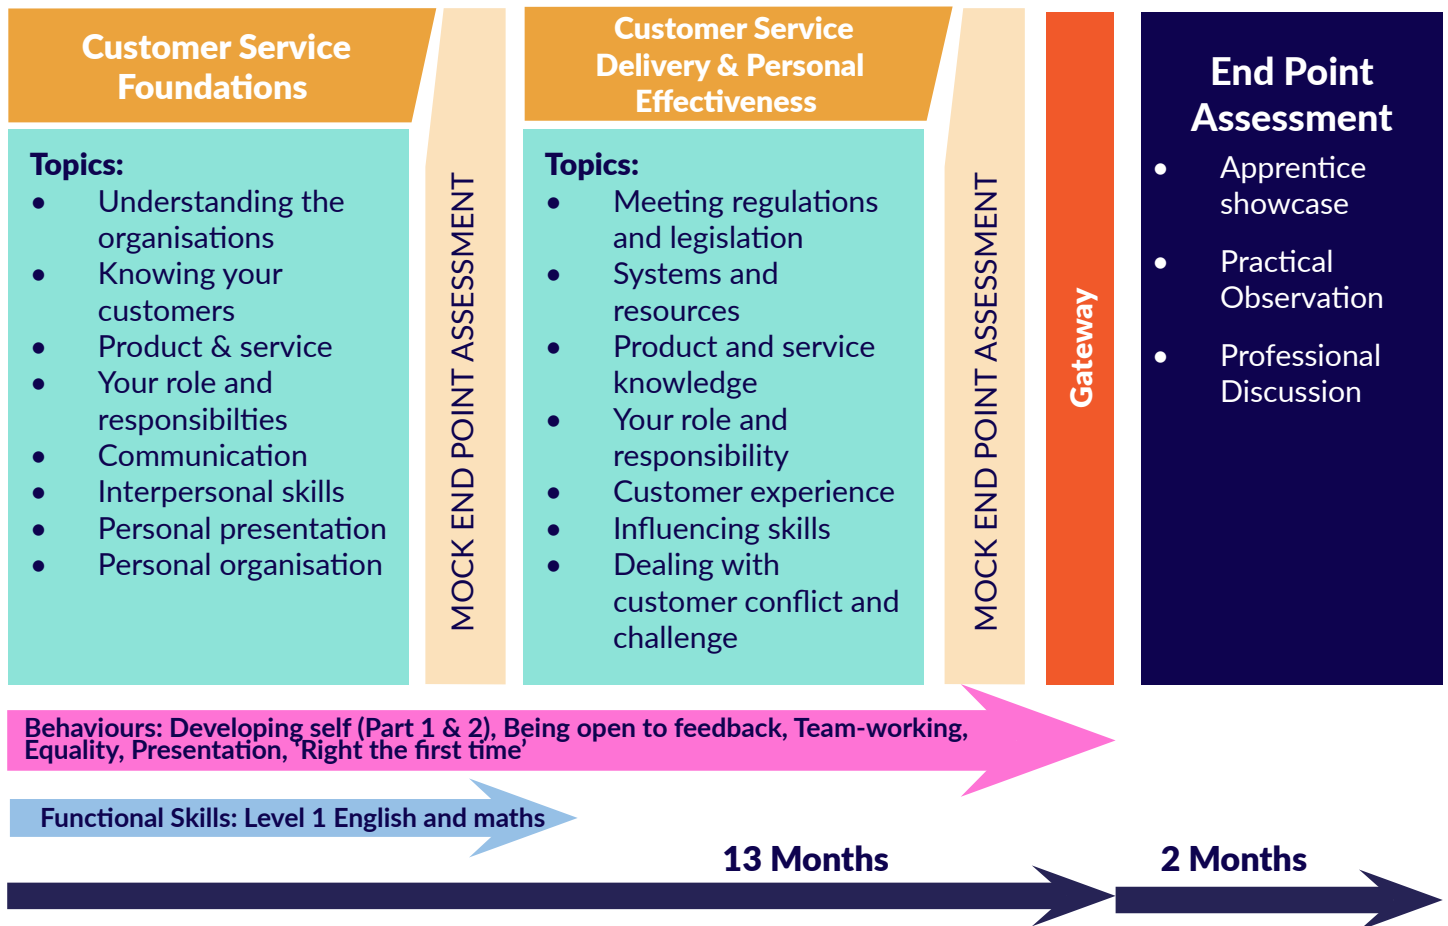 Customer Service
Foundations
Topics:
• Understanding the
organisations
• Knowing your
customers
• Product & service
• Your role and
responsibilties
• Communication
• Interpersonal skills
• Personal presentation
• Personal organisation
MOCK END POINT ASSESSMENT
Customer Service
Delivery & Personal
Effectiveness
Topics:
• Meeting regulations
and legislation
• Systems and
resources
• Product and service
knowledge
• Your role and
responsibility
• Customer experience
• Influencing skills
• Dealing with
customer conflict and
challenge
MOCK END POINT ASSESSMENT
Gateway
End Point
Assessment
• Apprentice
showcase
• Practical
Observation
• Professional
Discussion
Behaviours: Developing self (Part 1 & 2), Being open to feedback, Team-working,
Equality, Presentation, ‘Right the first time’
Functional Skills: Level 1 English and maths
13 Months
2 Months